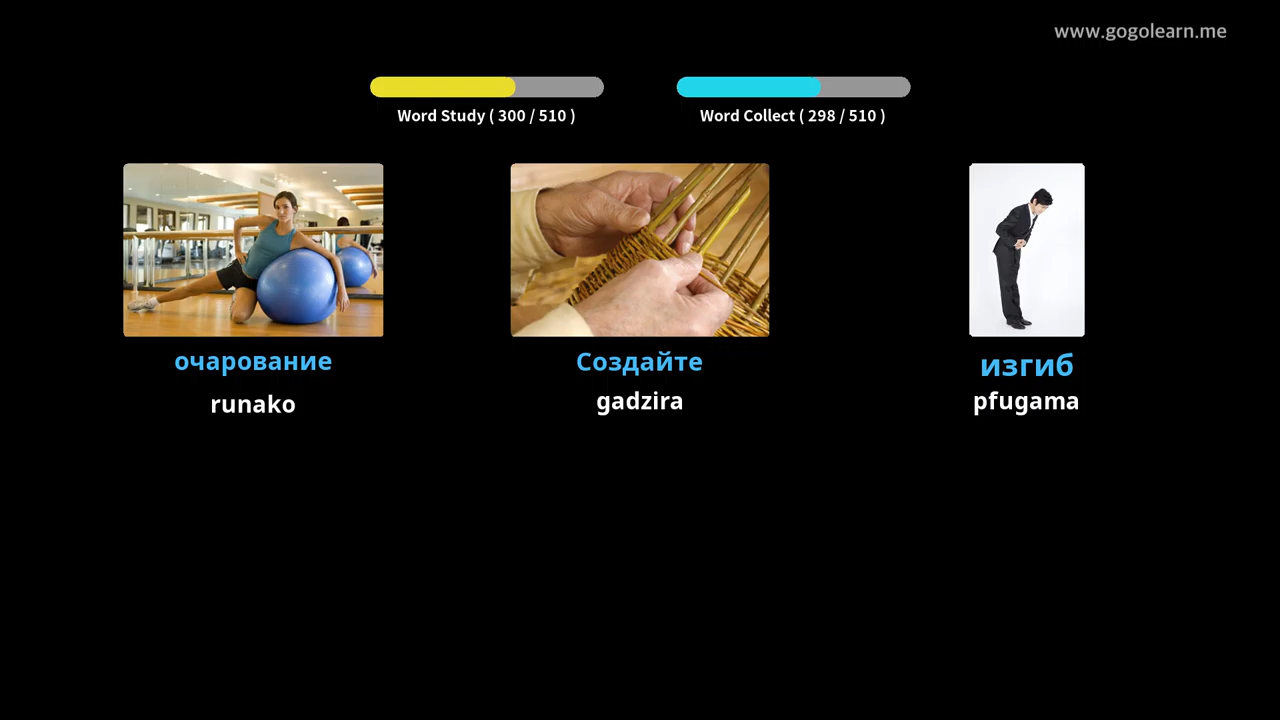 www.gogolearn.me
Word Study ( 300 / 510 )
Word Collect ( 298 / 510 )
очарование
Создайте
изгиб
runako
gadzira
pfugama